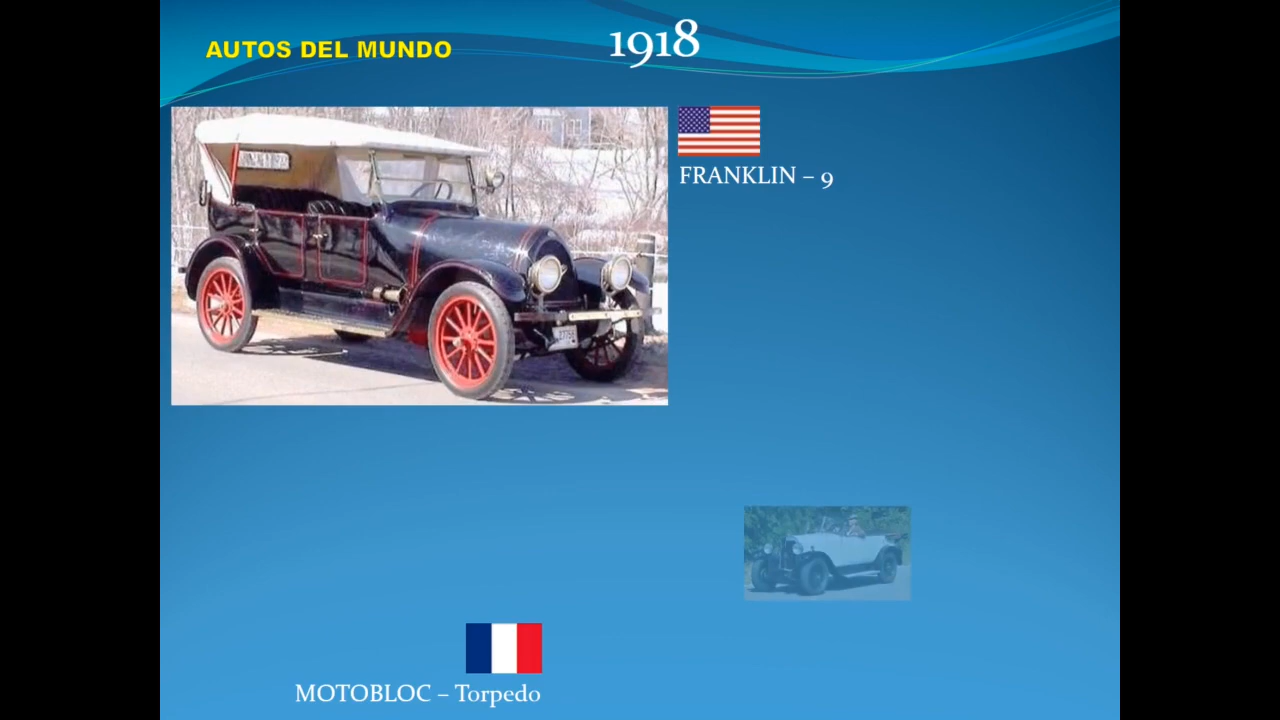 AUTOS DEL MUNDO
1918
FRANKLIN – 9
MOTOBLOC – Torpedo